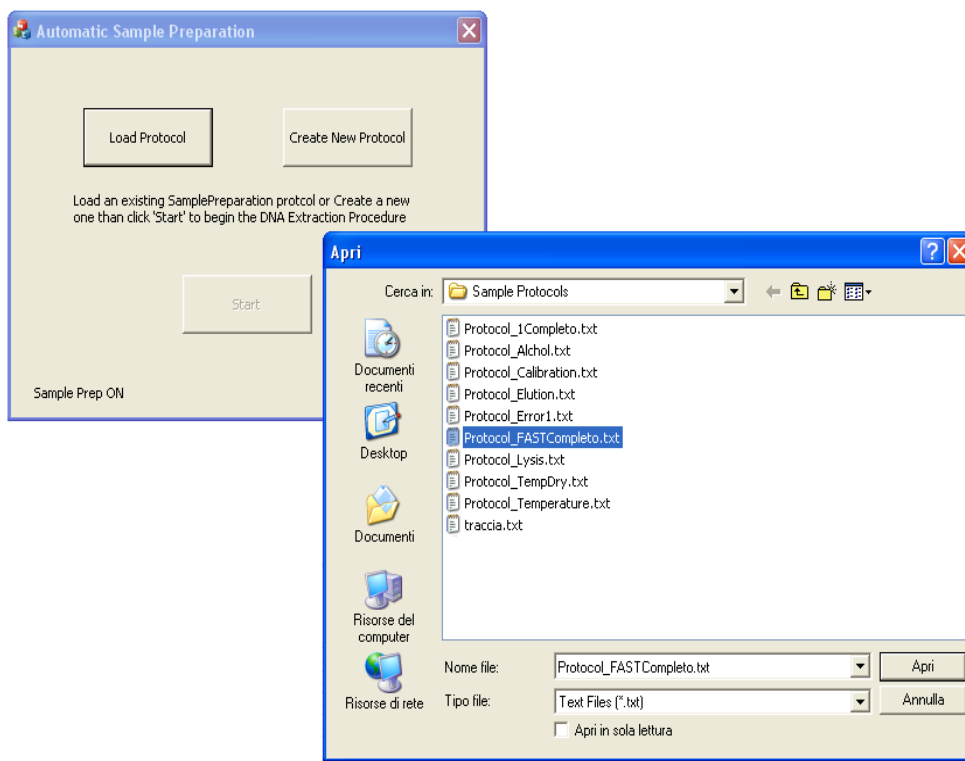 Automatic Sample Preparation
Load Protocol
Create New Protocol
Load an existing SamplePreparation protcol or Create a new
one than click 'Start' to begin the DNA Extraction Procedure
Start
Sample Prep ON
Apri
Cerca in:
Sample Protocols
Documenti
recenti
Desktop
Documenti
Risorse del
computer
Risorse di rete
Protocol_1Completo.txt
Protocol_Alchol.txt
Protocol_Calibration.txt
Protocol_Elution.txt
Protocol_Error1.txt
Protocol_FASTCompleto.txt
Protocol_Lysis.txt
Protocol_TempDry.txt
Protocol_Temperature.txt
traccia.txt
Nome file:
Protocol_FASTCompleto.txt
Apri
Tipo file:
Text Files (*.txt)
Annulla
Apri in sola lettura